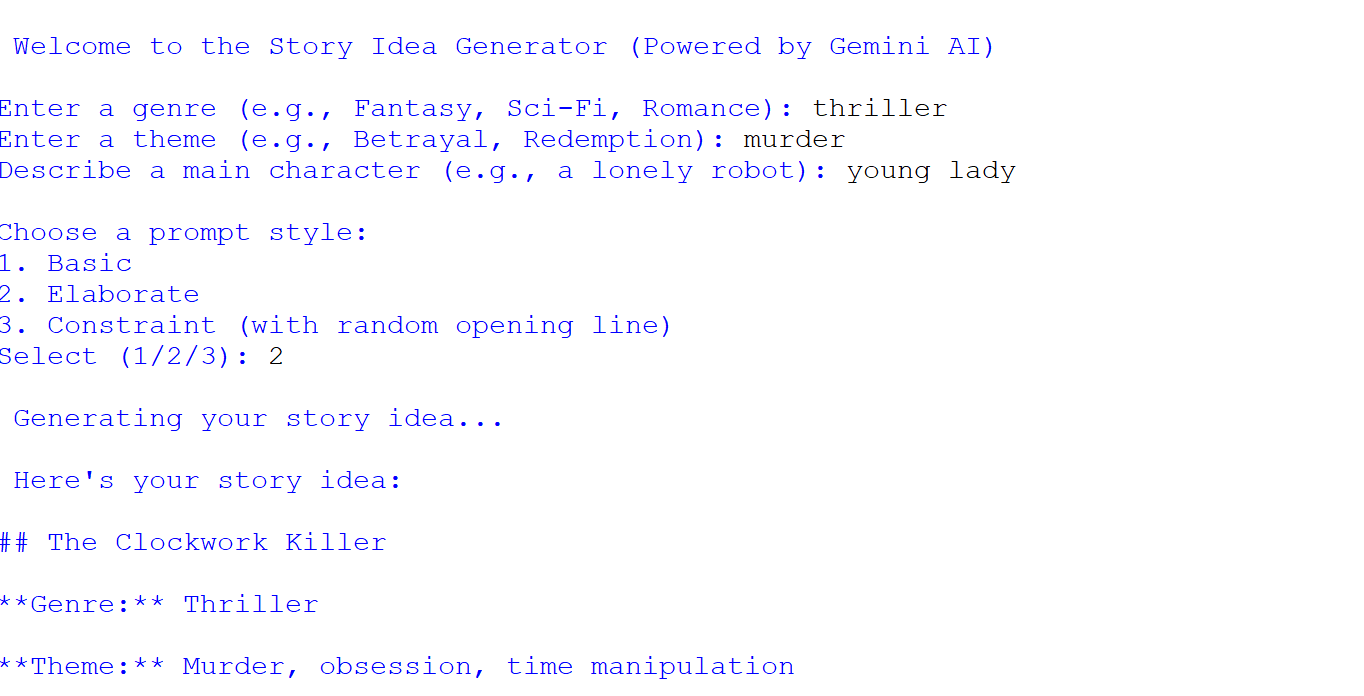 Welcome to the Story Idea Generator (Powered by Gemini AI)
Enter a genre (e.g., Fantasy, Sci-Fi, Romance): thriller
Enter a theme (e.g., Betrayal, Redemption): murder
Describe a main character (e.g., a lonely robot): young lady
Choose a prompt style:
1. Basic
2. Elaborate
3. Constraint (with random opening line)
Select (1/2/3): 2
Generating your story idea...
Here's your story idea:
## The Clockwork Killer
**Genre:** Thriller
**Theme:** Murder, obsession, time manipulation